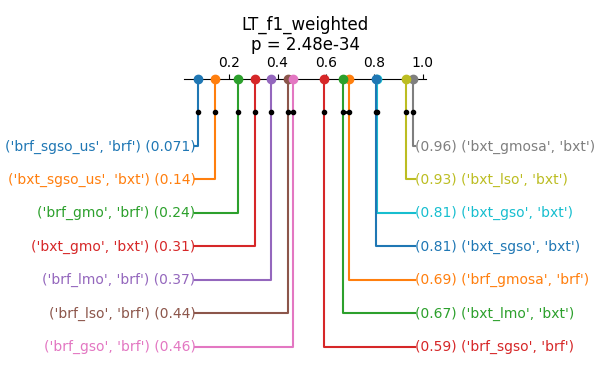 LT_f1_weighted
p = 2.48e-34
0.2 0.4 0.6 0.8 1.0
('brf_sgso_us', 'brf') (0.071) (0.96) ('bxt_gmosa', 'bxt')
('bxt_sgso_us', 'bxt') (0.14) (0.93) ('bxt_lso', 'bxt')
('brf_gmo', 'brf') (0.24) (0.81) ('bxt_gso', 'bxt')
('bxt_gmo', 'bxt') (0.31) (0.81) ('bxt_sgso', 'bxt')
('brf_lmo', 'brf') (0.37) (0.69) ('brf_gmosa', 'brf')
('brf_lso', 'brf') (0.44) (0.67) ('bxt_lmo', 'bxt')
('brf_gso', 'brf') (0.46) (0.59) ('brf_sgso', 'brf')